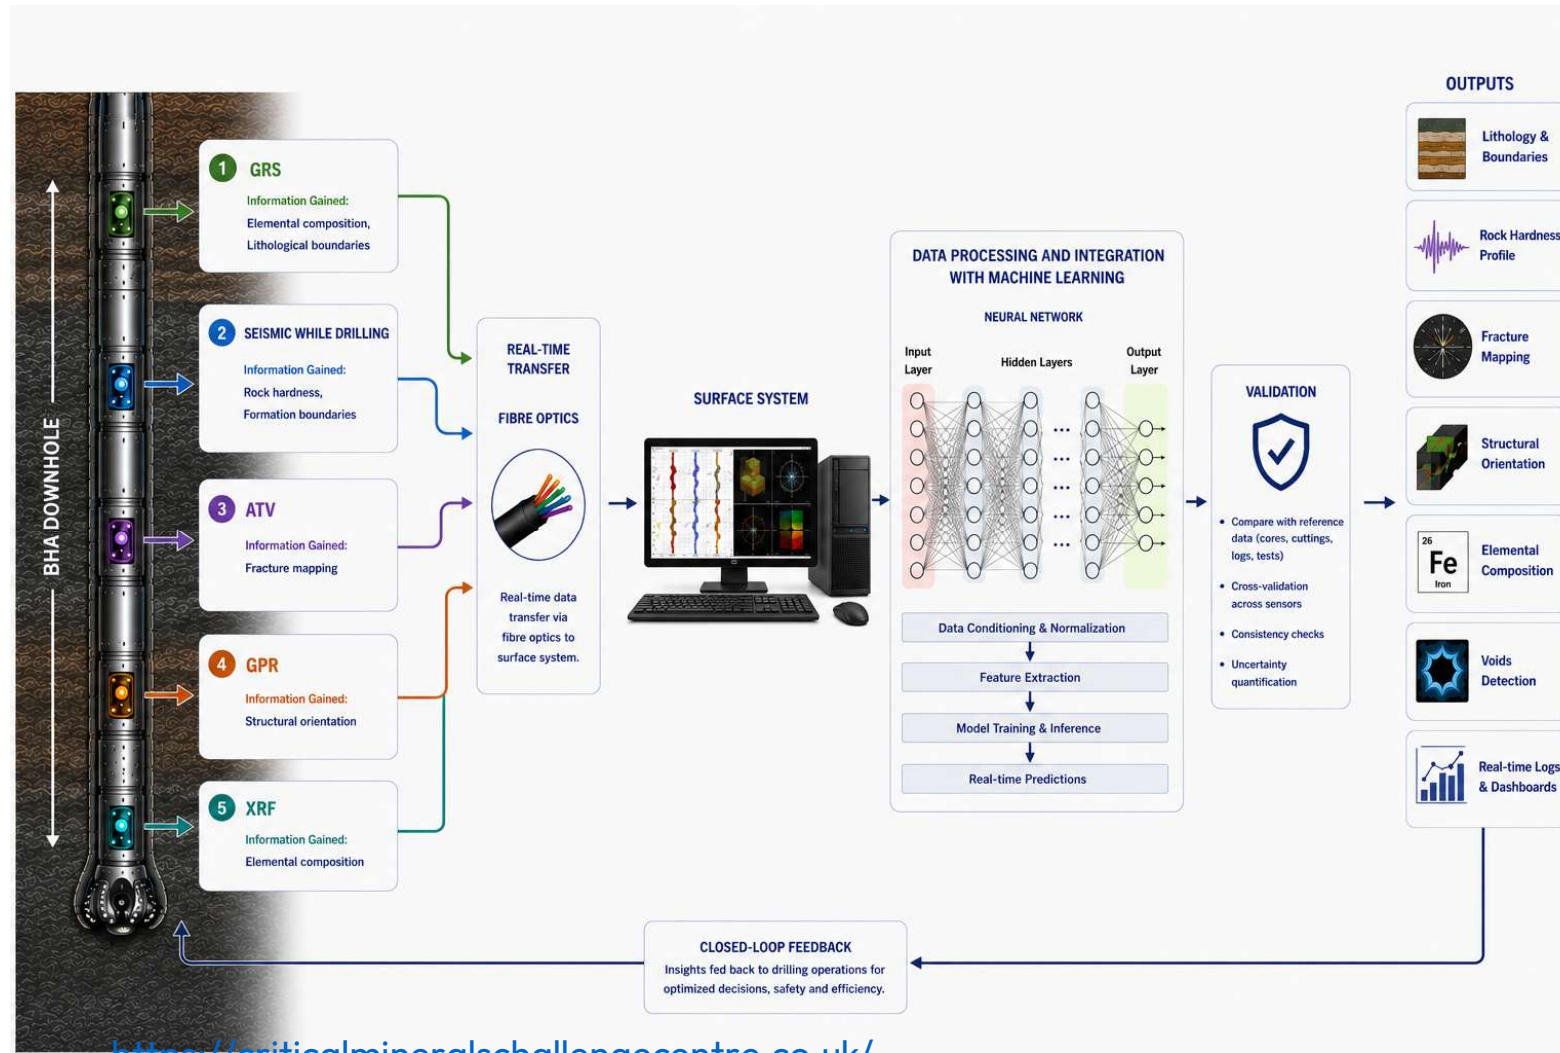 BHA DOWNHOLE
1 GRS
Information Gained:
Elemental composition,
Lithological boundaries
2 SEISMIC WHILE DRILLING
Information Gained:
Rock hardness,
Formation boundaries
3 ATV
Information Gained:
Fracture mapping
4 GPR
Information Gained:
Structural orientation
5 XRF
Information Gained:
Elemental composition
REAL-TIME
TRANSFER
FIBRE OPTICS
Real-time data
transfer via
fibre optics to
surface system.
SURFACE SYSTEM
DATA PROCESSING AND INTEGRATION
WITH MACHINE LEARNING
NEURAL NETWORK
Input
Layer
Hidden Layers
Output
Layer
Data Conditioning & Normalization
Feature Extraction
Model Training & Inference
Real-time Predictions
VALIDATION
• Compare with reference
data (cores, cuttings,
logs, tests)
• Cross-validation
across sensors
• Consistency checks
• Uncertainty
quantification
OUTPUTS
Lithology &
Boundaries
Rock Hardness
Profile
Fracture
Mapping
Structural
Orientation
26
Fe
Iron
Elemental
Composition
Voids
Detection
Real-time Logs
& Dashboards
CLOSED-LOOP FEEDBACK
Insights fed back to drilling operations for
optimized decisions, safety and efficiency.
https://criticalmineralschallengecentre.co.uk/